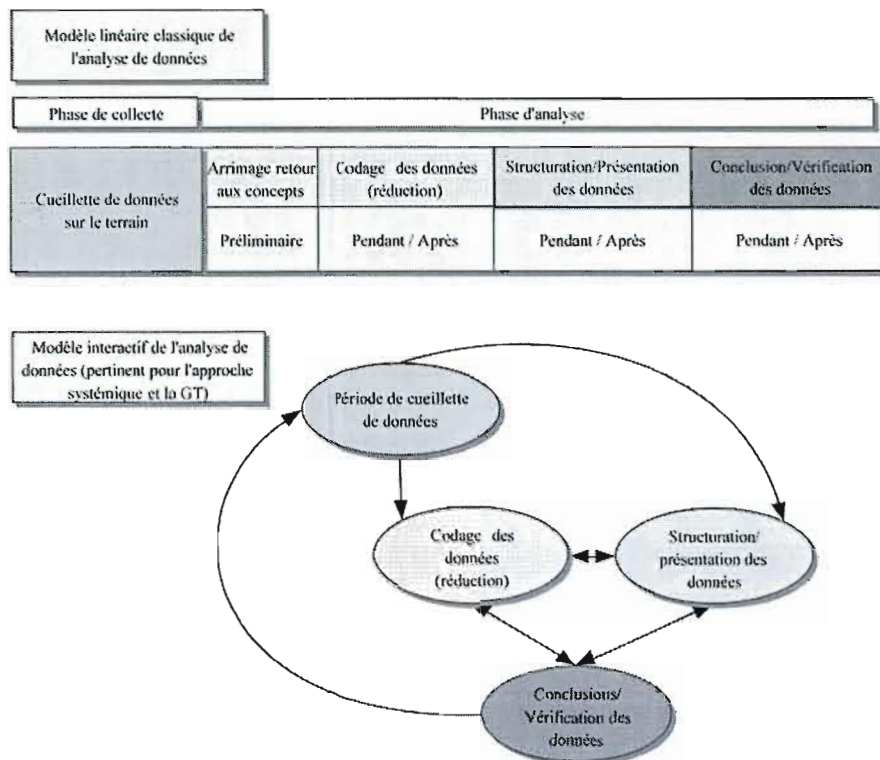 Modèle linéaire classique de
l'analyse de données
Phase de collecte
Phase d'analyse
Cueillette de données
sur le terrain
Arrimage retour
aux concepts
Codage des données
(réduction)
Structuration/Présentation
des données
Conclusion/Vérification
des données
Préliminaire
Pendant / Après
Pendant / Après
Pendant / Après
Modèle interactif de l'analyse de
données (pertinent pour l'approche
systémique et la GT)
Période de cueillette
de données
Codage des
données
(réduction)
Structuration/
présentation des
données
Conclusions/
Vérification des
données